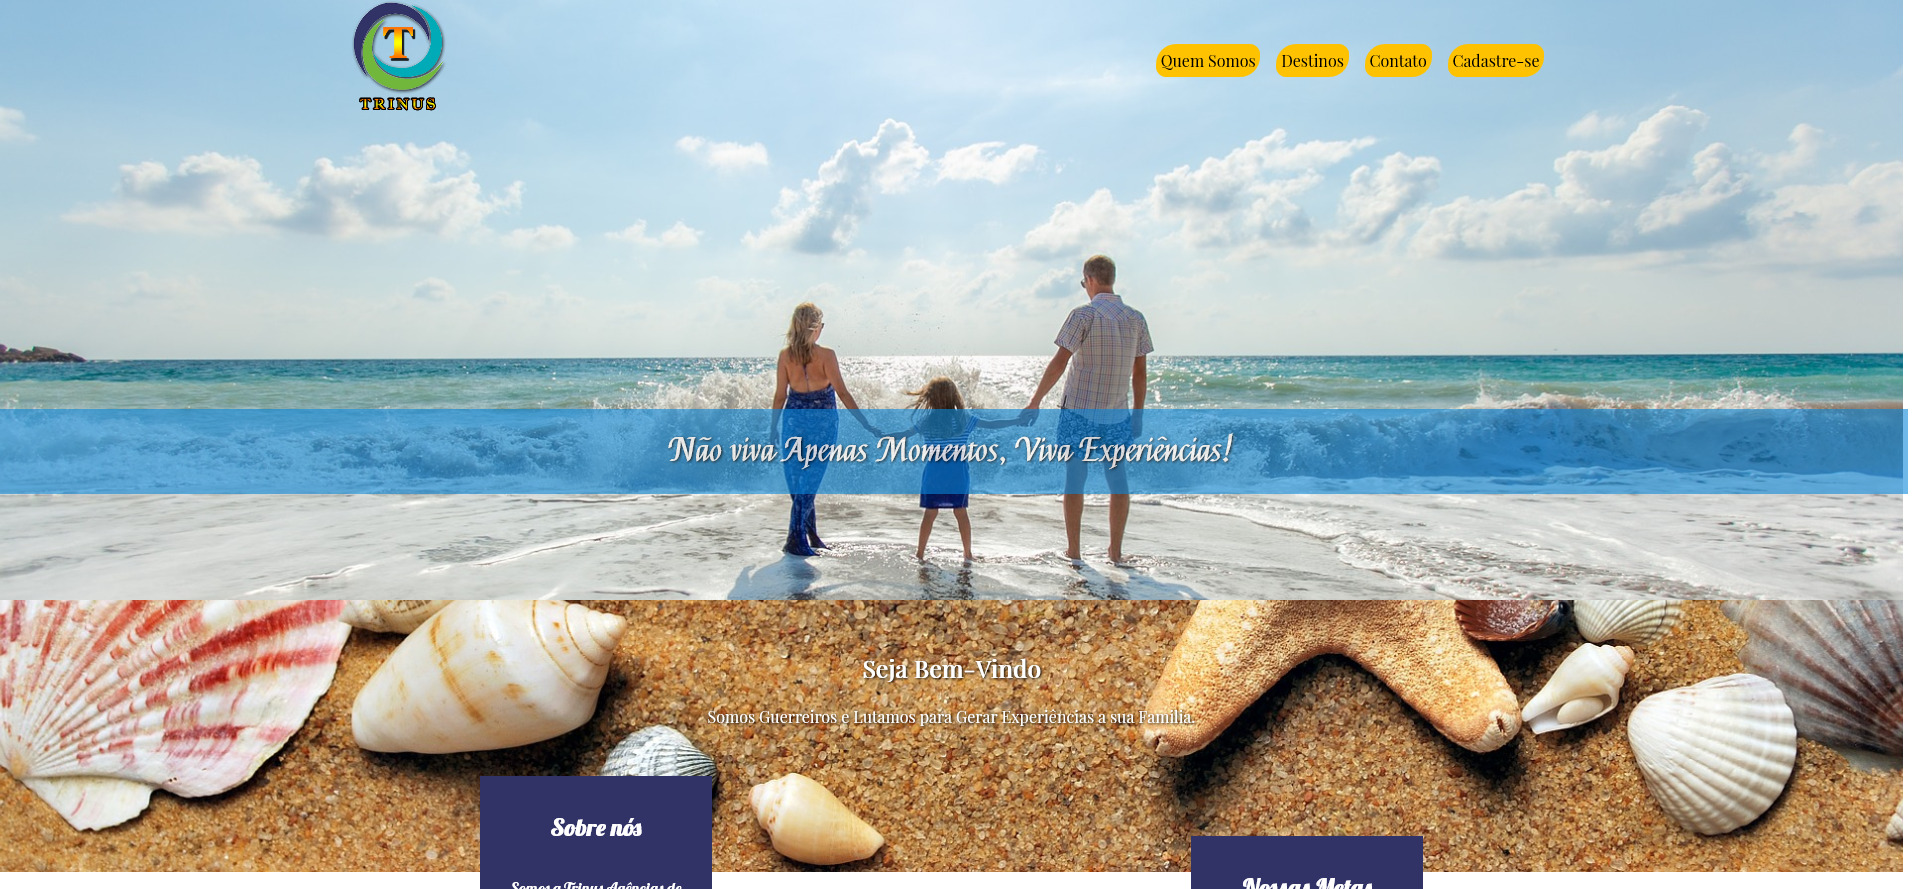 T
TRINUS
Quem Somos
Destinos
Contato
Cadastre-se
Não viva Apenas Momentos, Viva Experiências!
Seja Bem-Vindo
Somos Guerreiros e Lutamos para Gerar Experiências a sua Família.
Sobre nós
Somos a Trinus Agências de
Nossas Metas